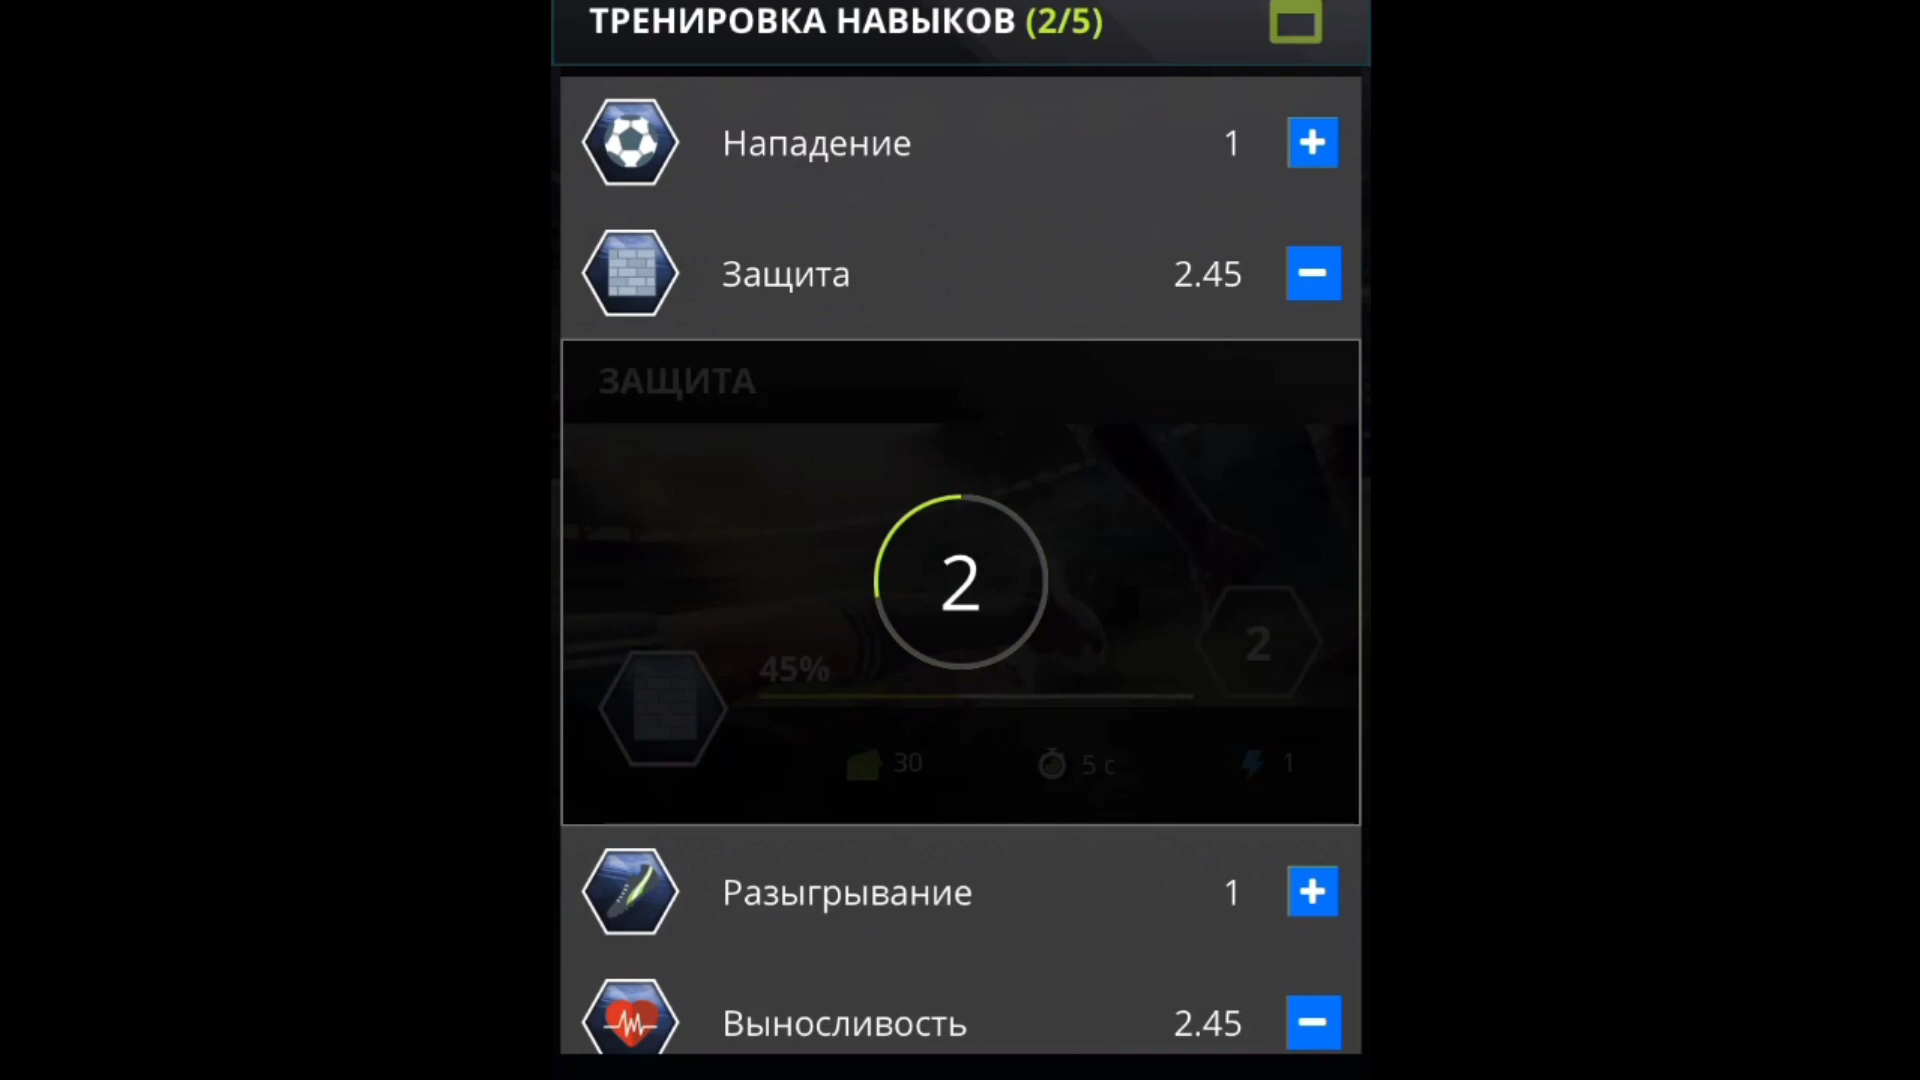 ТРЕНИРОВКА НАВЫКОВ (2/5)
Нападение 1
Защита 2.45
ЗАЩИТА
2
2
45%
30 5 с 1
Разыгрывание 1
Выносливость 2.45